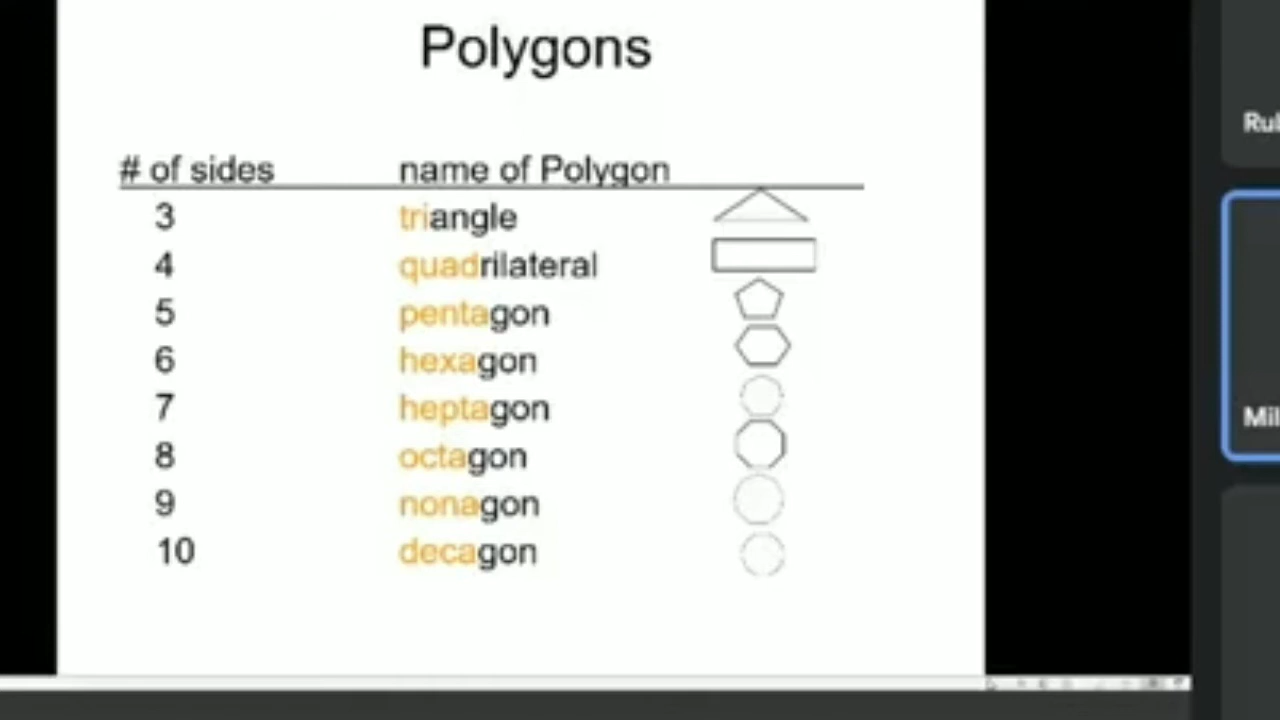 Polygons
# of sides name of Polygon
3 triangle
4 quadrilateral
5 pentagon
6 hexagon
7 heptagon
8 octagon
9 nonagon
10 decagon
Mil